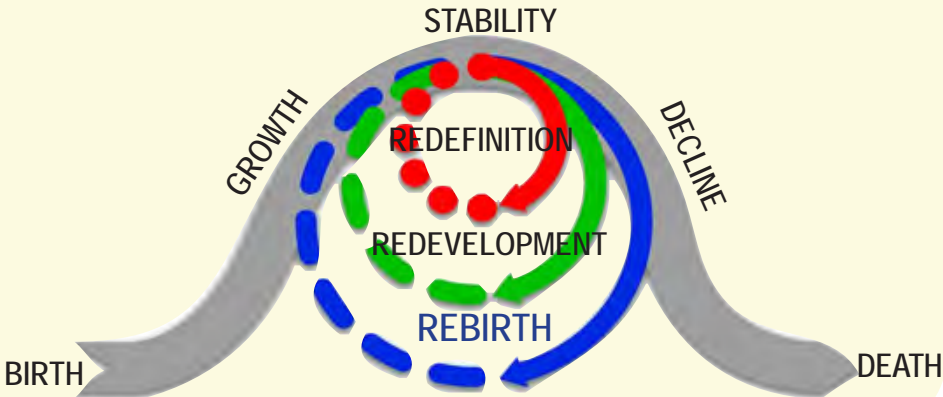 STABILITY
GROWTH
DECLINE
REDEFINITION
REDEVELOPMENT
REBIRTH
BIRTH
DEATH